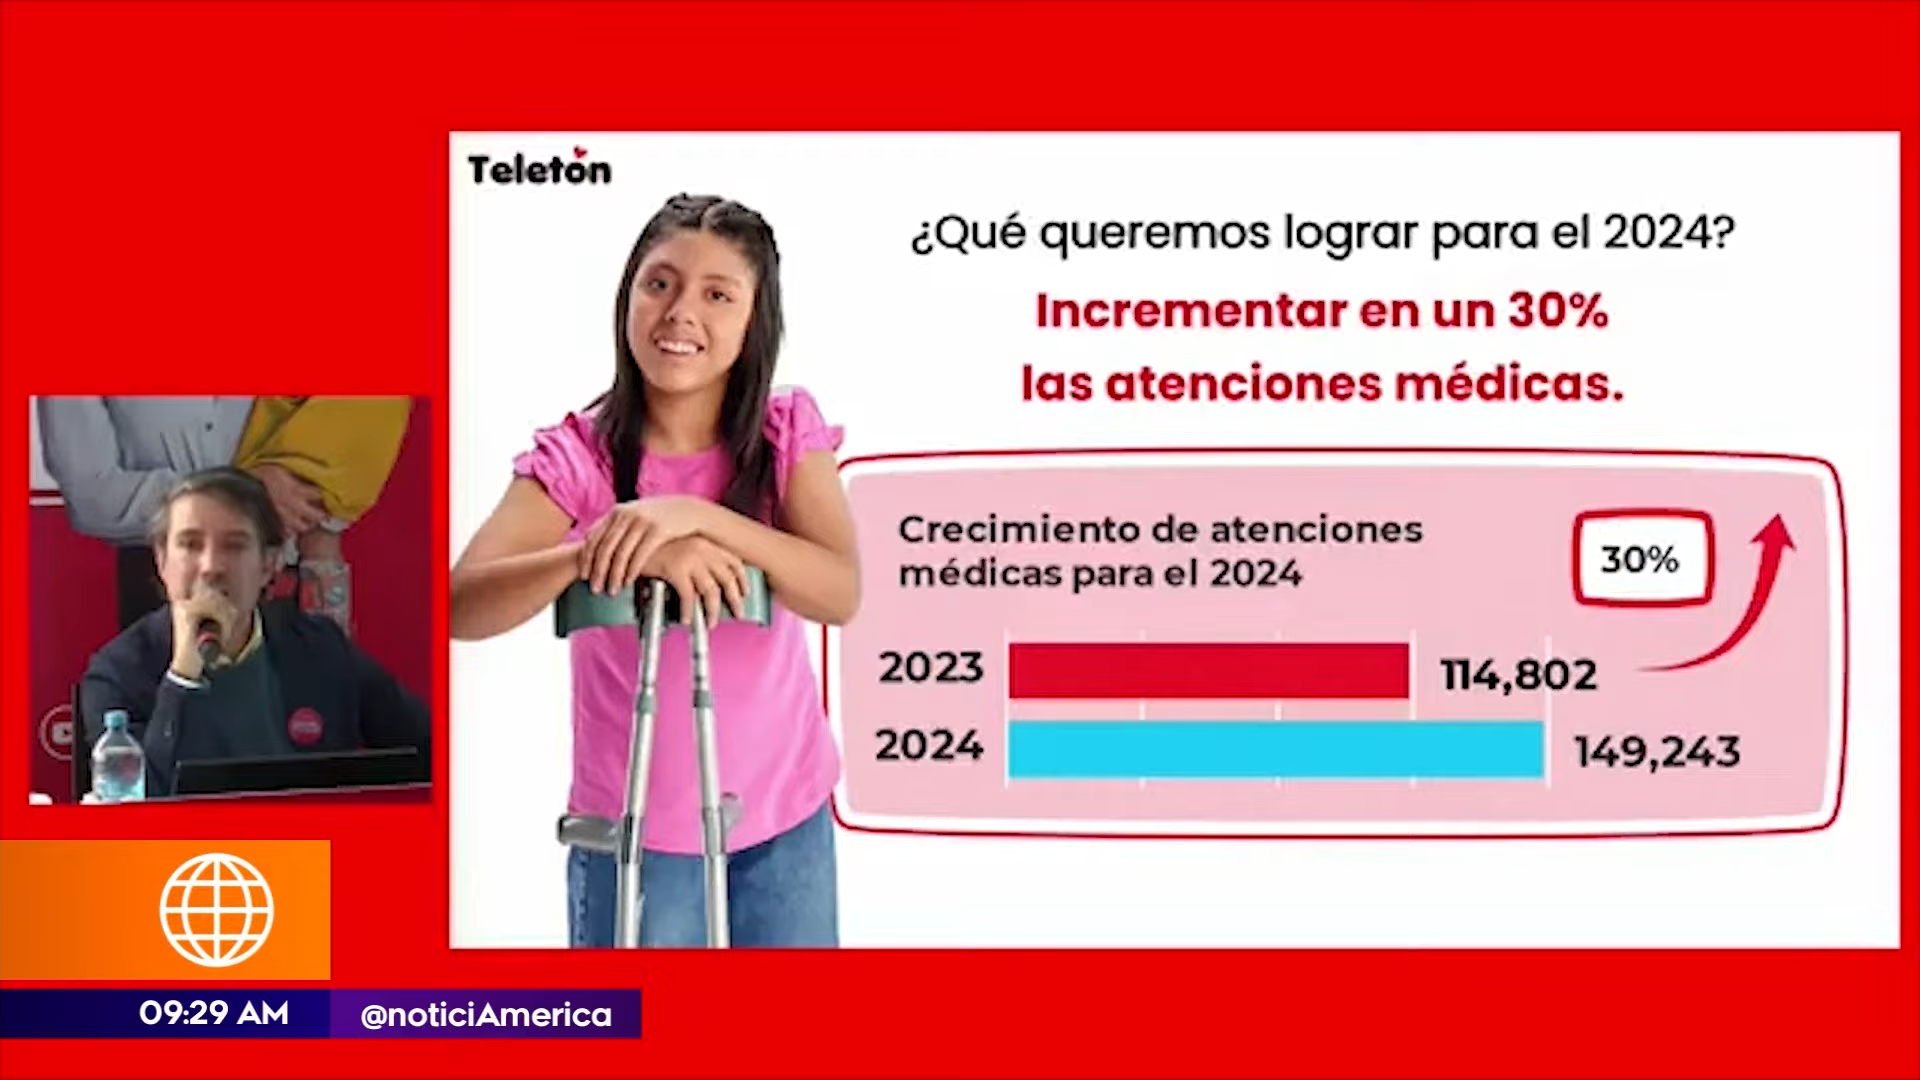 Teletón
¿Qué queremos lograr para el 2024?
Incrementar en un 30%
las atenciones médicas.
Crecimiento de atenciones
médicas para el 2024
30%
2023 114,802
2024 149,243
09:29 AM @noticiAmerica